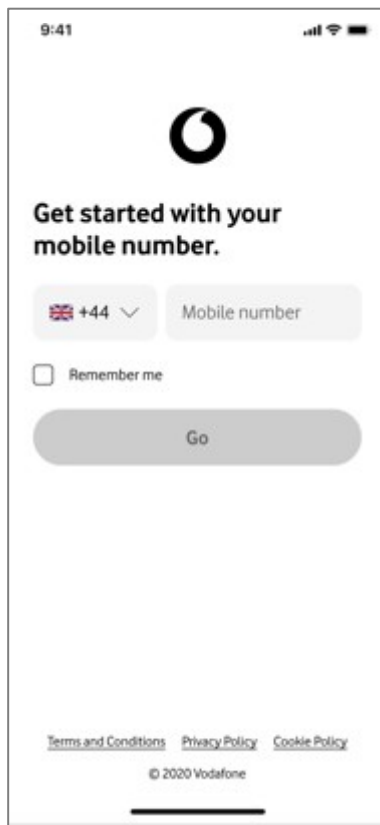 9:41
Get started with your
mobile number.
+44 Mobile number
Remember me
Go
Terms and Conditions Privacy Policy Cookie Policy
© 2020 Vodafone